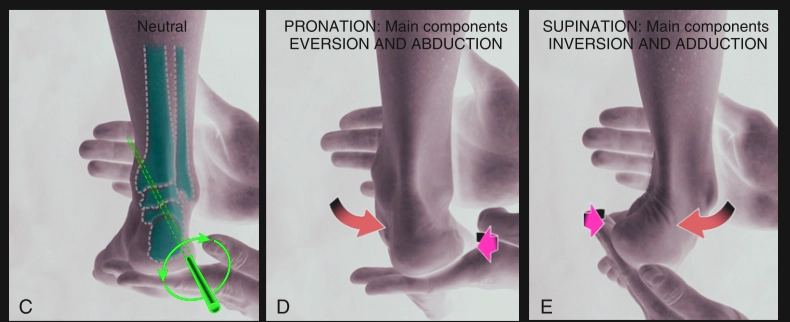 Neutral
C
PRONATION: Main components
EVERSION AND ABDUCTION
D
SUPINATION: Main components
INVERSION AND ADDUCTION
E